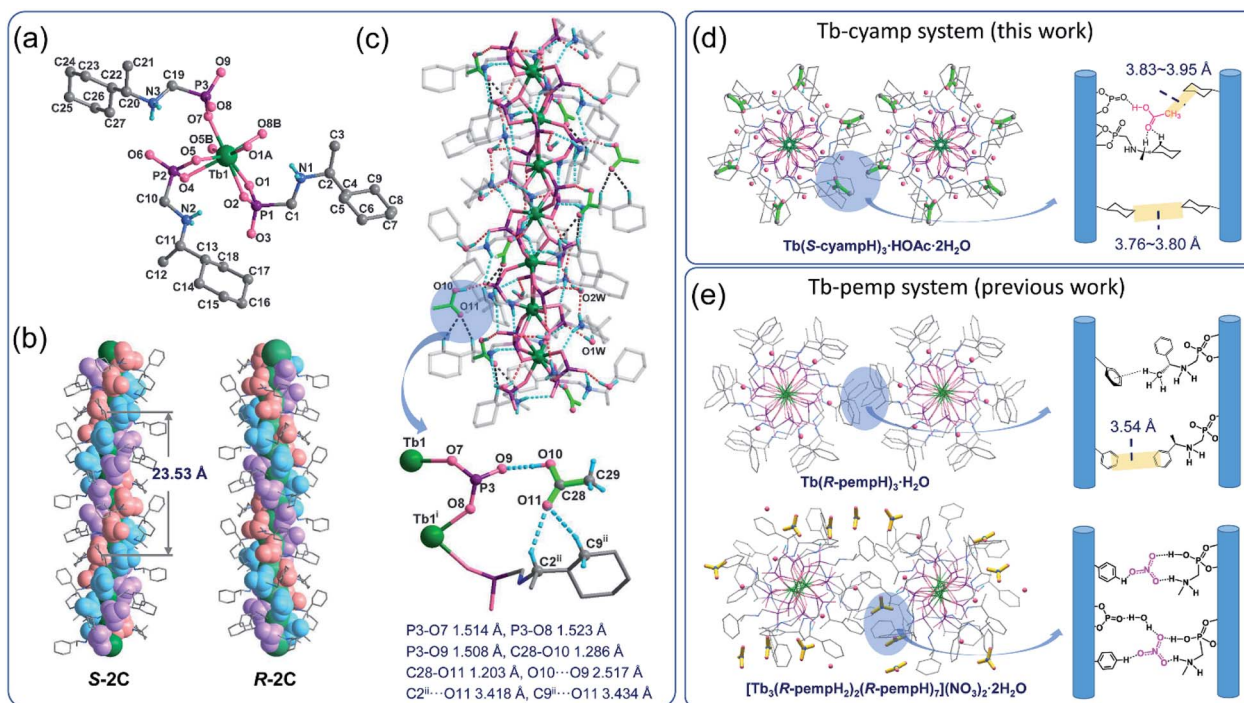 (a)
C24
C23
C21
C22
C19
O9
C25
C26
N3
P3
C20
C27
O8
O7
O5B
O8B
O6
O5
O1A
C3
P2
O4
Tb1
O1
N1
C2
C4
C9
C10
N2
O2
P1
C1
C5
C6
C8
C7
O3
C11
C13
C18
C12
C17
C14
C15
C16
(b)
23.53 Å
S-2C
R-2C
(c)
O10
O11
O2W
O1W
Tb1
O7
O9
O10
C29
P3
O8
O11
C28
Tb1i
C2ii
C9ii
P3-O7 1.514 Å, P3-O8 1.523 Å
P3-O9 1.508 Å, C28-O10 1.286 Å
C28-O11 1.203 Å, O10···O9 2.517 Å
C2ii···O11 3.418 Å, C9ii···O11 3.434 Å
(d)
Tb-cyamp system (this work)
Tb(S-cyampH)3·HOAc·2H2O
3.83~3.95 Å
CH3
3.76~3.80 Å
(e)
Tb-pemp system (previous work)
Tb(R-pempH)3·H2O
3.54 Å
[Tb3(R-pempH2)2(R-pempH)7](NO3)2·2H2O